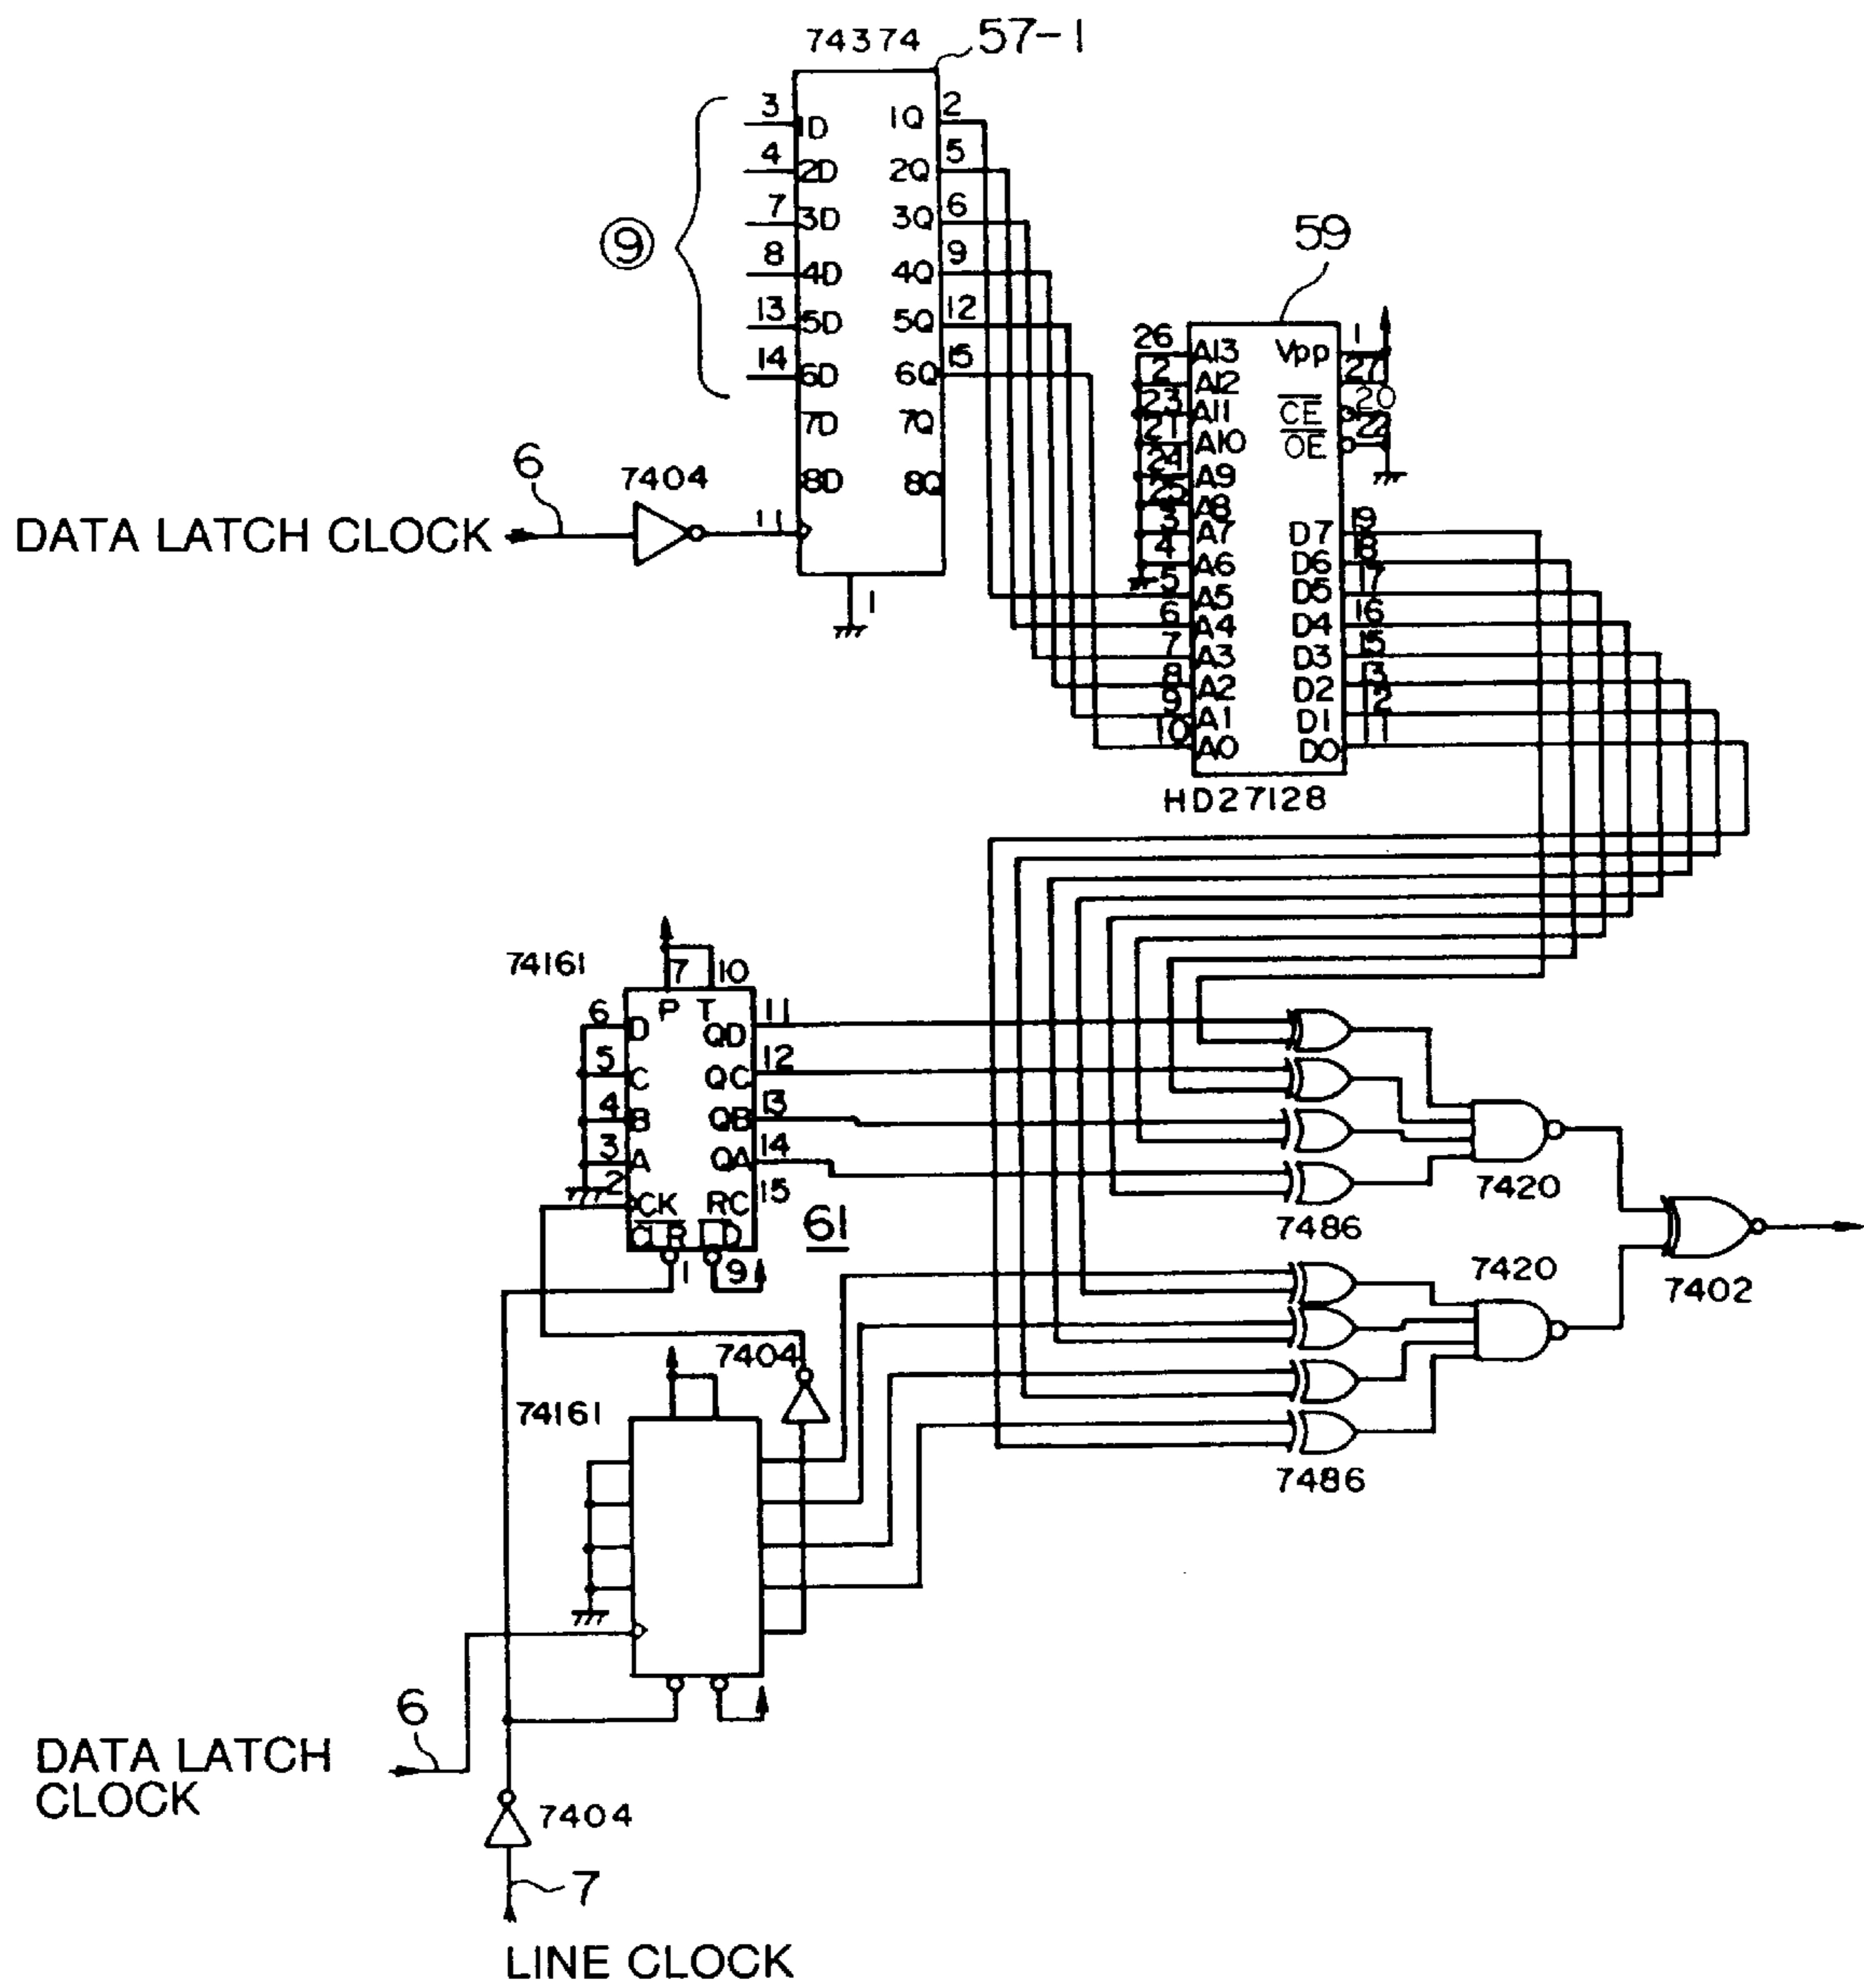 74374
57-1
3 1D 1Q 2
4 2D 2Q 5
7 3D 3Q 6
⑨
8 4D 4Q 9
13 5D 5Q 12
14 6D 6Q 15
7D 7Q
8D 8Q
6
7404
DATA LATCH CLOCK
11
1
59
26 A13 Vpp 1
2 A12 27
23 A11 CE 20
21 A10 OE 22
24 A9
25 A8
3 A7 D7 19
4 A6 D6 18
5 A5 D5 17
6 A4 D4 16
7 A3 D3 15
8 A2 D2 13
9 A1 D1 12
10 A0 D0 11
HD27128
74161
7 10
P T
6 D QD 11
5 C QC 12
4 B QB 13
3 A QA 14
2 CK RC 15
CLR LD
61
1 9
7420
7486
7420
7402
7404
74161
7486
6
DATA LATCH
CLOCK
7404
7
LINE CLOCK